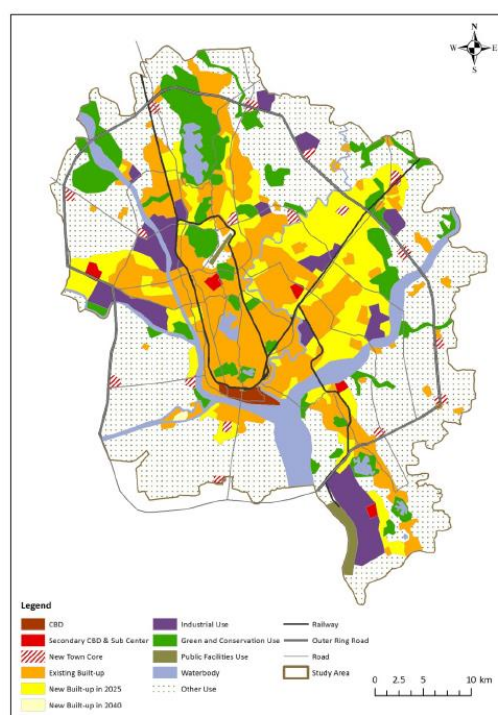 N
W E
S
Legend
CBD
Secondary CBD & Sub Center
New Town Core
Existing Built-up
New Built-up in 2025
New Built-up in 2040
Industrial Use
Green and Conservation Use
Public Facilities Use
Waterbody
Other Use
Railway
Outer Ring Road
Road
Study Area
0 2.5 5 10 km